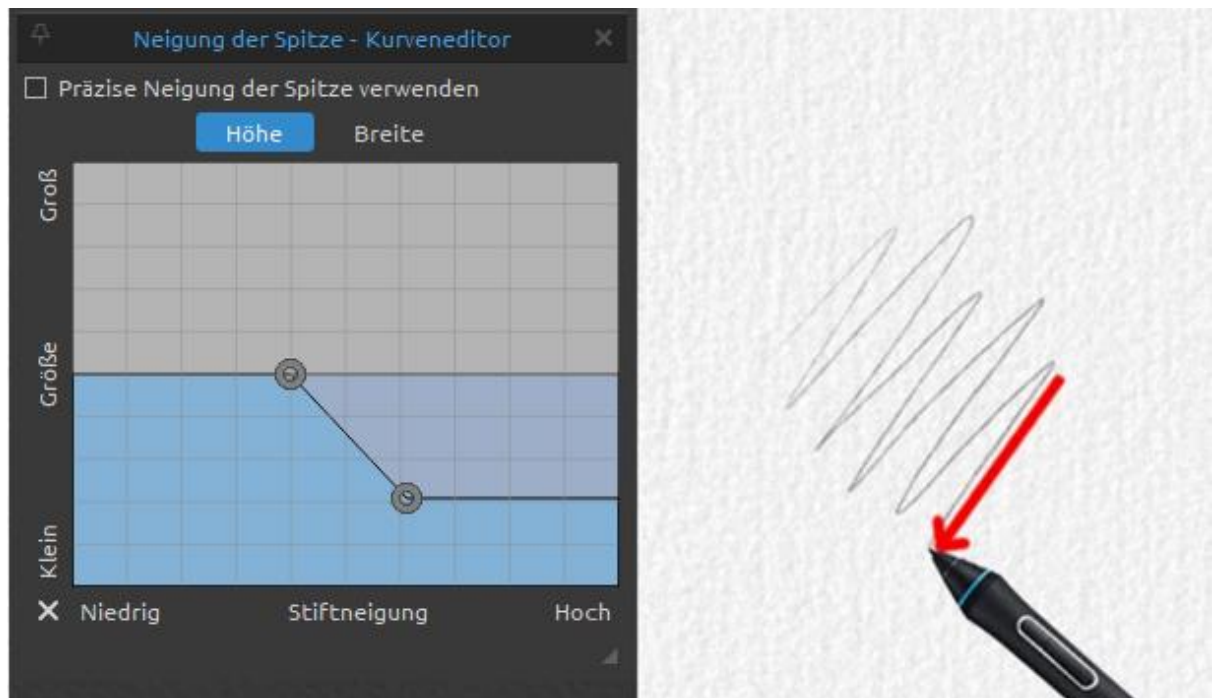 Neigung der Spitze - Kurveneditor
Präzise Neigung der Spitze verwenden
Höhe Breite
Groß
Größe
Klein
Niedrig Stiftneigung Hoch